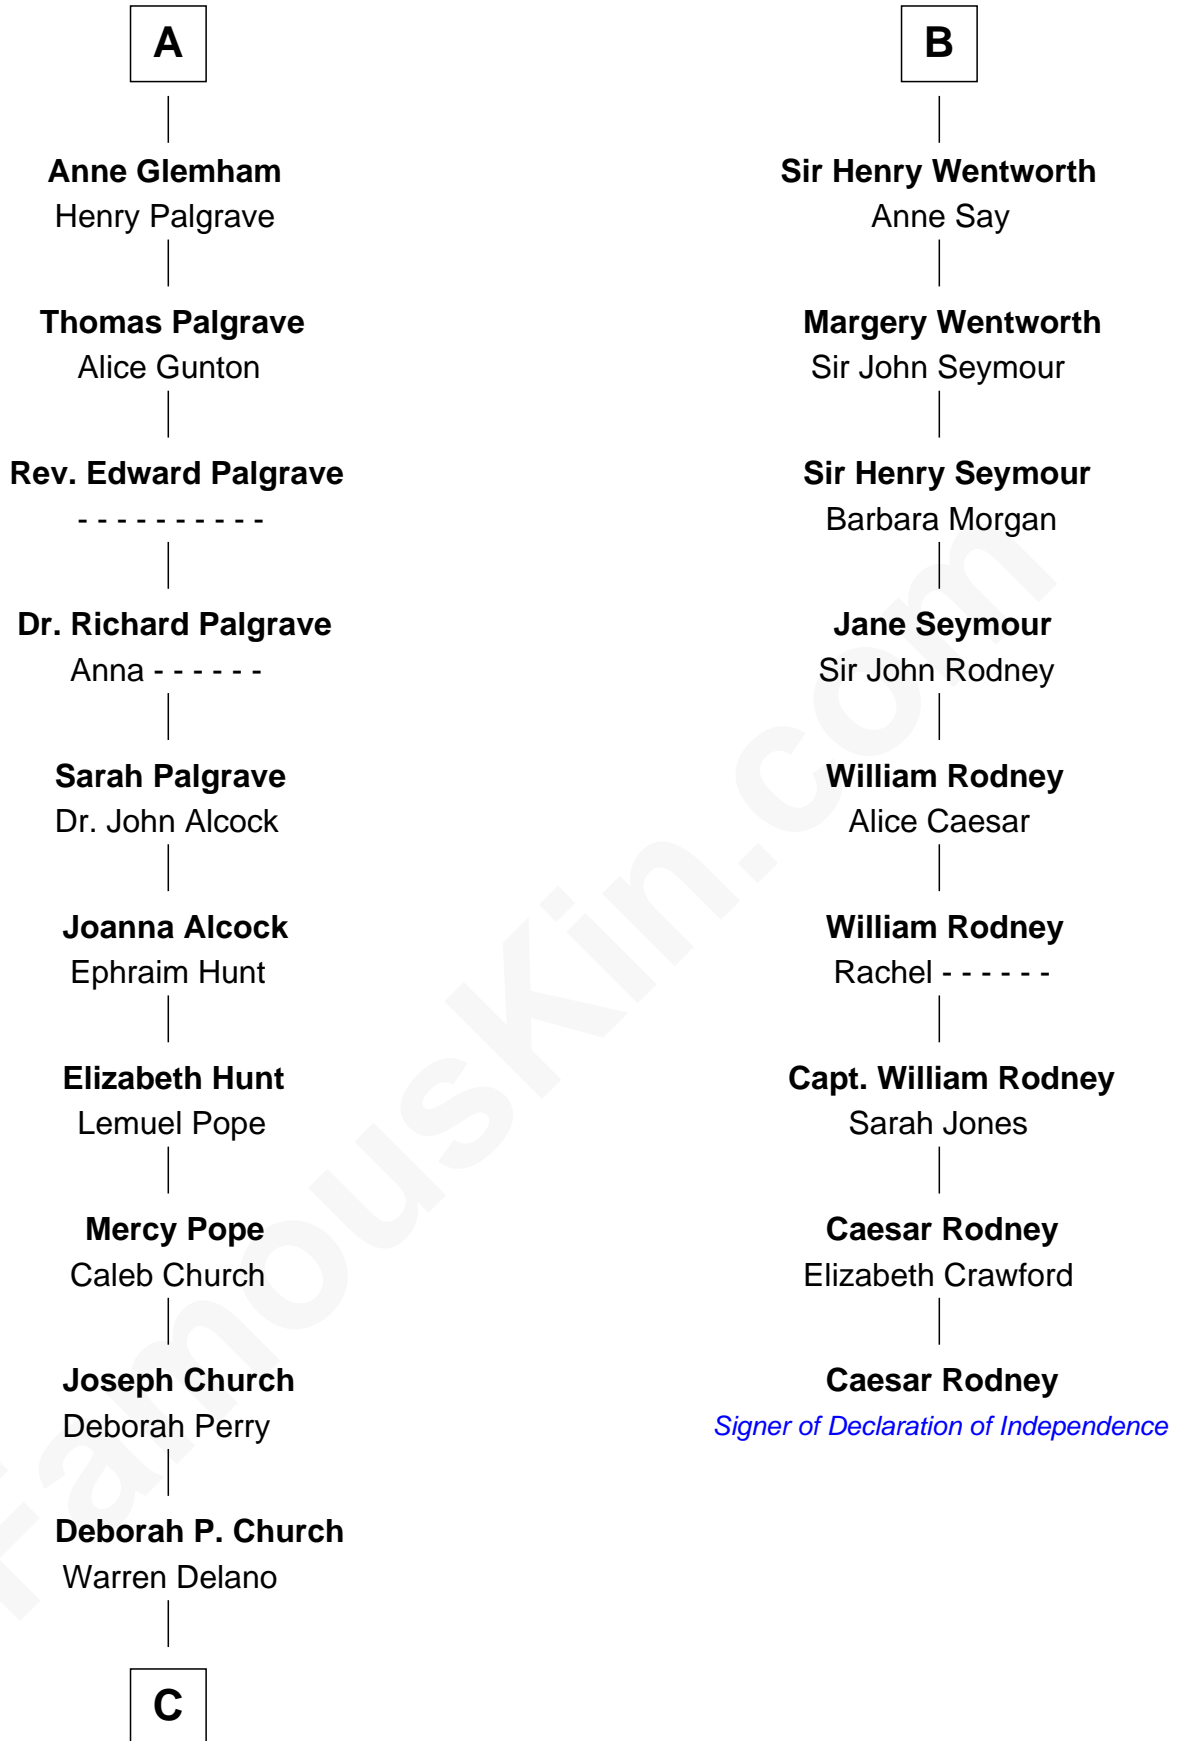 A
Anne Glemham
Henry Palgrave
Thomas Palgrave
Alice Gunton
Rev. Edward Palgrave
- - - - - - - - - -
Dr. Richard Palgrave
Anna - - - - - -
Sarah Palgrave
Dr. John Alcock
Joanna Alcock
Ephraim Hunt
Elizabeth Hunt
Lemuel Pope
Mercy Pope
Caleb Church
Joseph Church
Deborah Perry
Deborah P. Church
Warren Delano
C
B
Sir Henry Wentworth
Anne Say
Margery Wentworth
Sir John Seymour
Sir Henry Seymour
Barbara Morgan
Jane Seymour
Sir John Rodney
William Rodney
Alice Caesar
William Rodney
Rachel - - - - - -
Capt. William Rodney
Sarah Jones
Caesar Rodney
Elizabeth Crawford
Caesar Rodney
Signer of Declaration of Independence
FamousKin.com